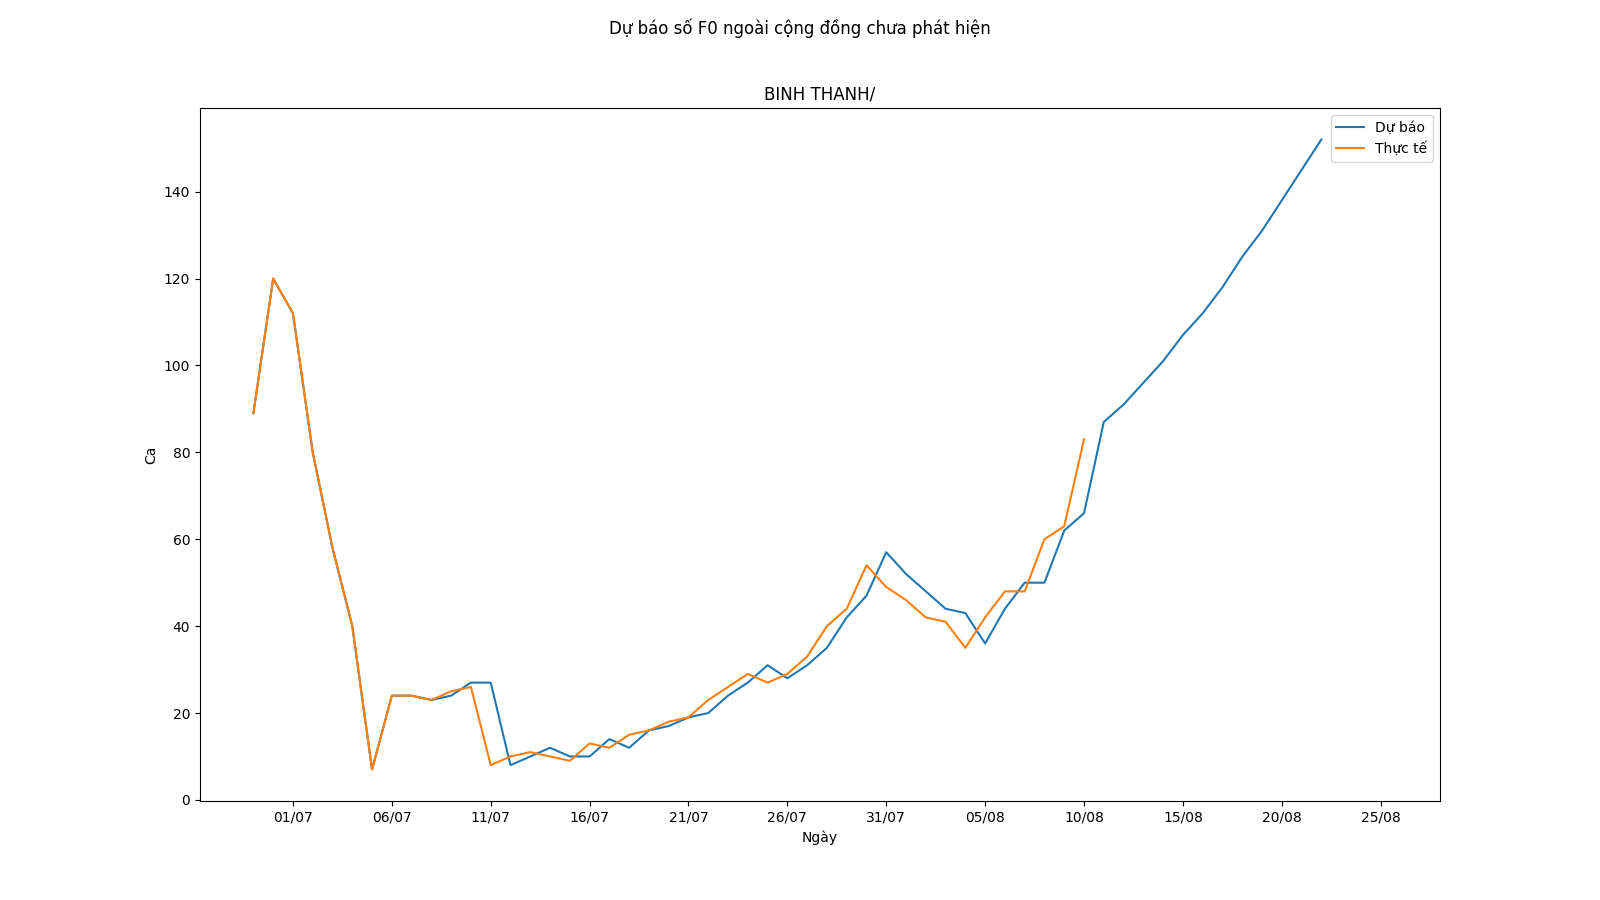 Dự báo số F0 ngoài cộng đồng chưa phát hiện
BINH THANH/
Dự báo
Thực tế
140
120
100
80
60
40
20
0
Ca
01/07 06/07 11/07 16/07 21/07 26/07 31/07 05/08 10/08 15/08 20/08 25/08
Ngày